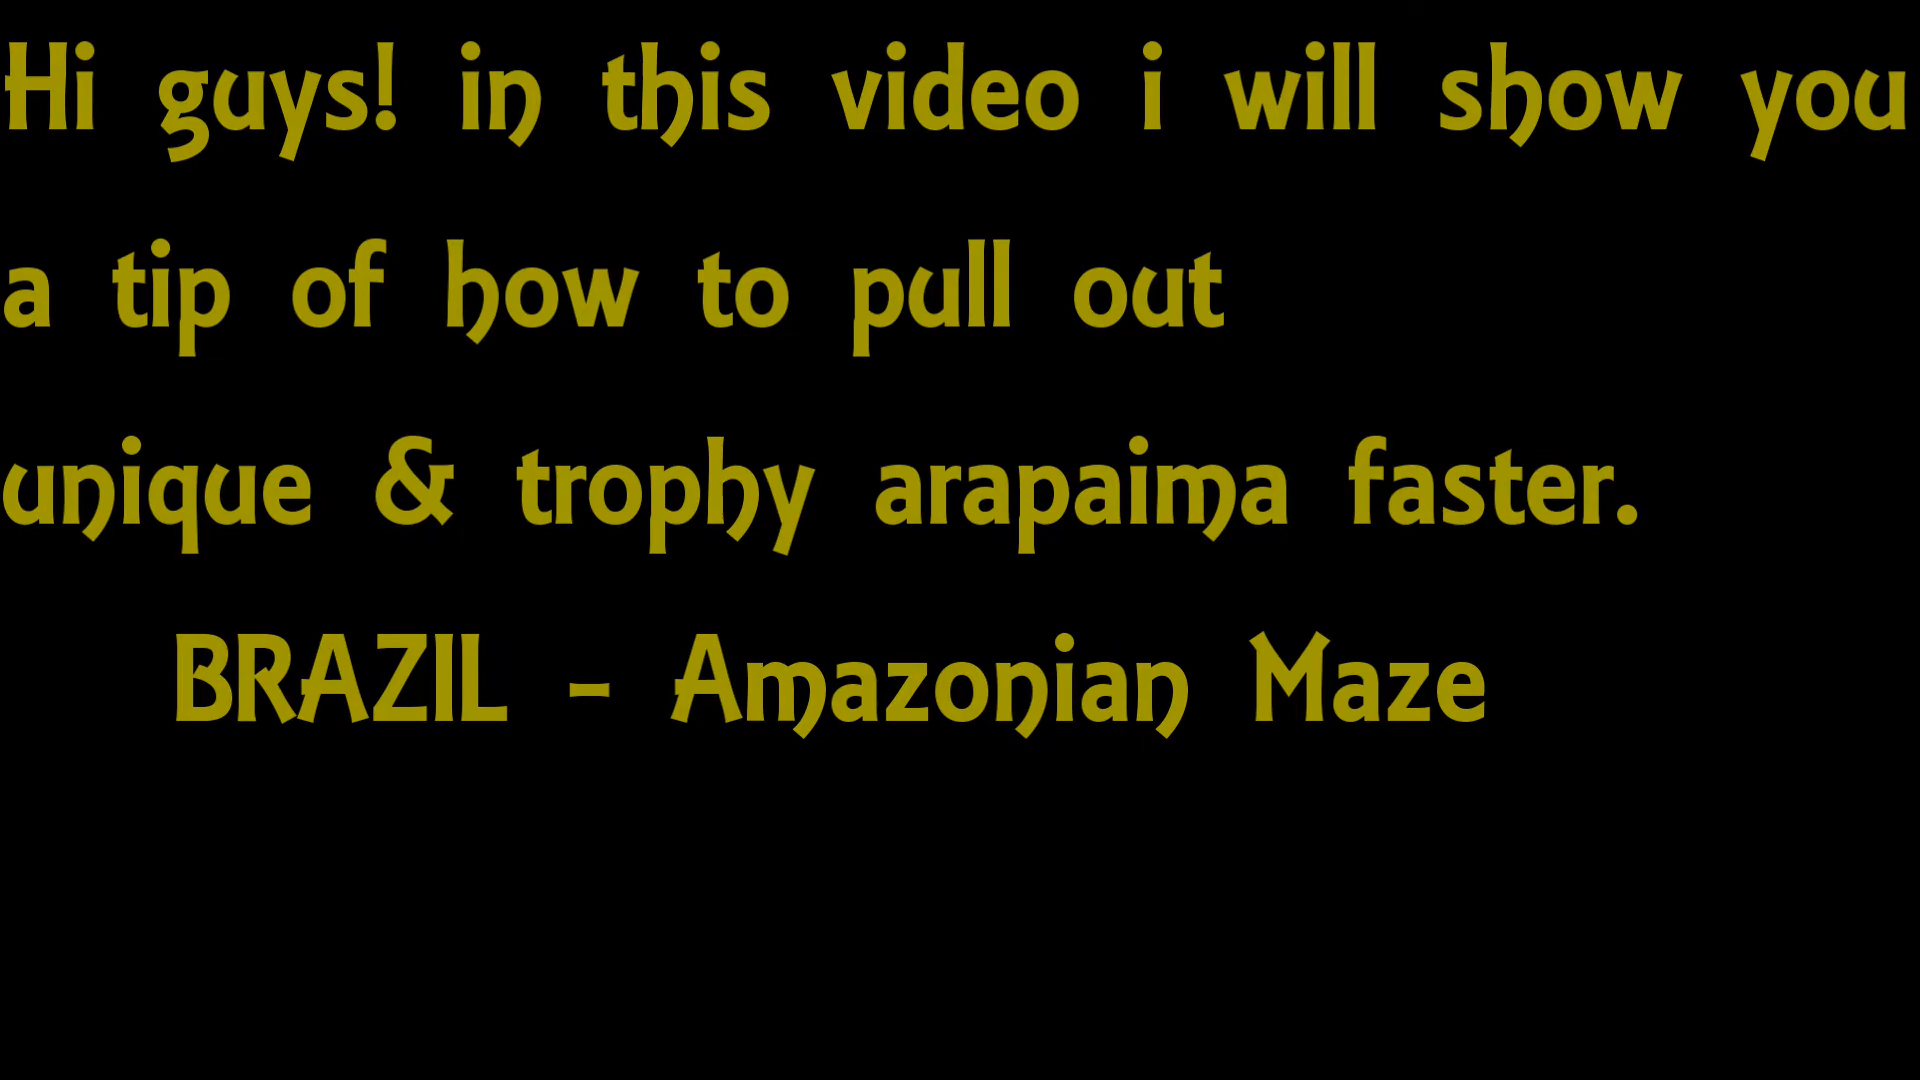 Hi guys! in this video i will show you
a tip of how to pull out
unique & trophy arapaima faster.
BRAZIL - Amazonian Maze